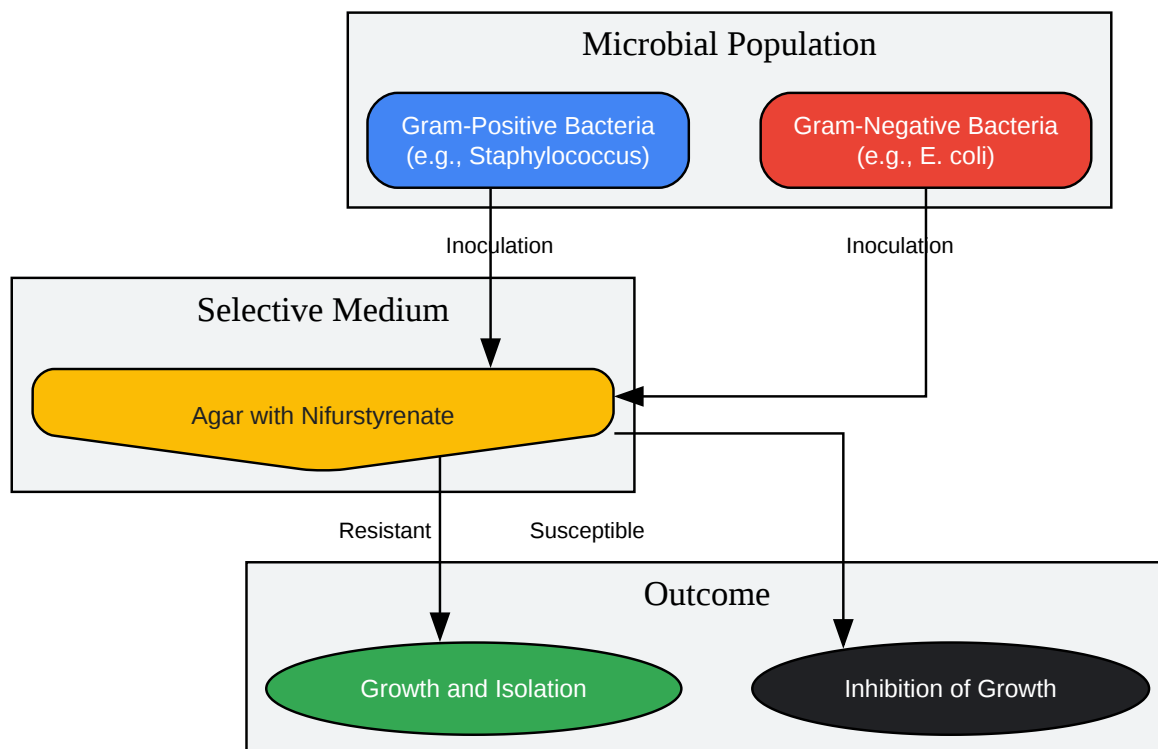 Microbial Population
Gram-Positive Bacteria
(e.g., Staphylococcus)
Gram-Negative Bacteria
(e.g., E. coli)
Inoculation
Inoculation
Selective Medium
Agar with Nifurstyrenate
Resistant
Susceptible
Outcome
Growth and Isolation
Inhibition of Growth